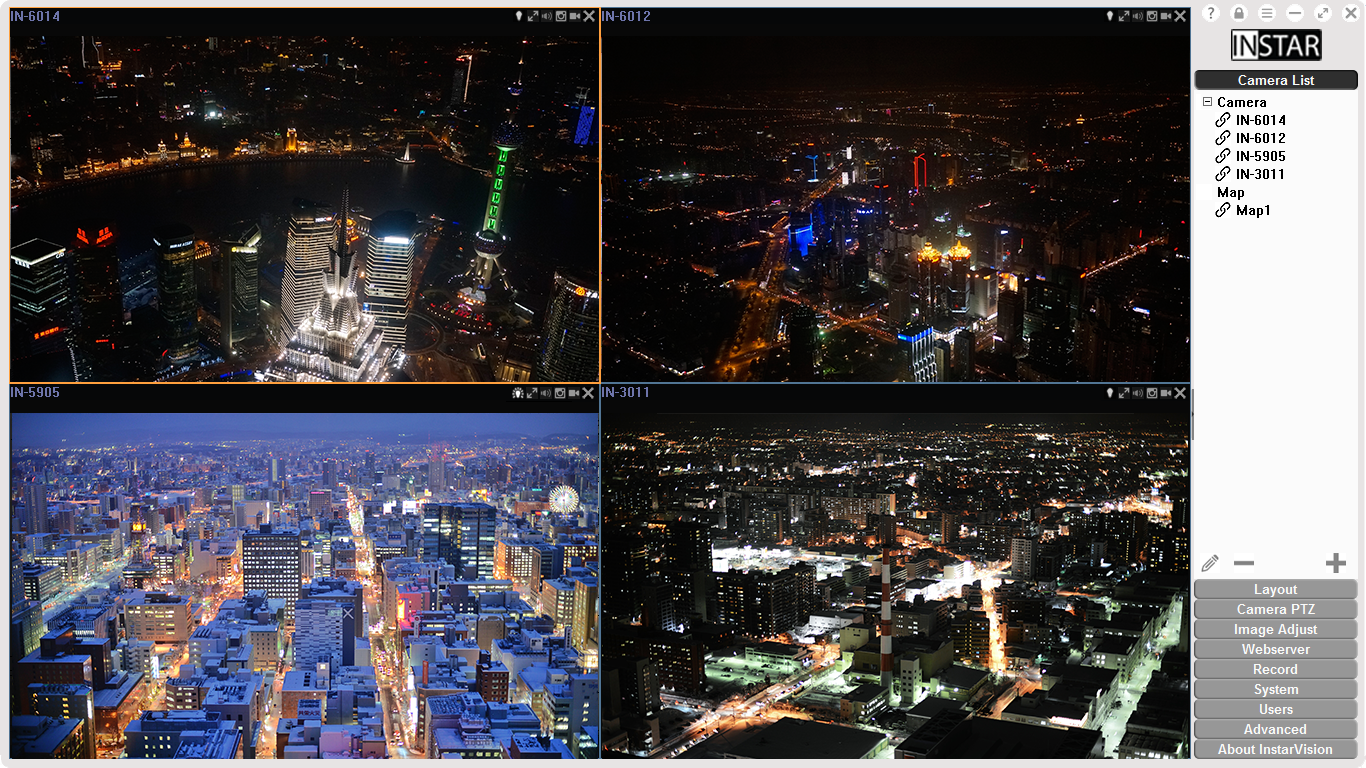 IN-6014
IN-6012
IN-5905
IN-3011
?
INSTAR
Camera List
Camera
IN-6014
IN-6012
IN-5905
IN-3011
Map
Map1
Layout
Camera PTZ
Image Adjust
Webserver
Record
System
Users
Advanced
About InstarVision